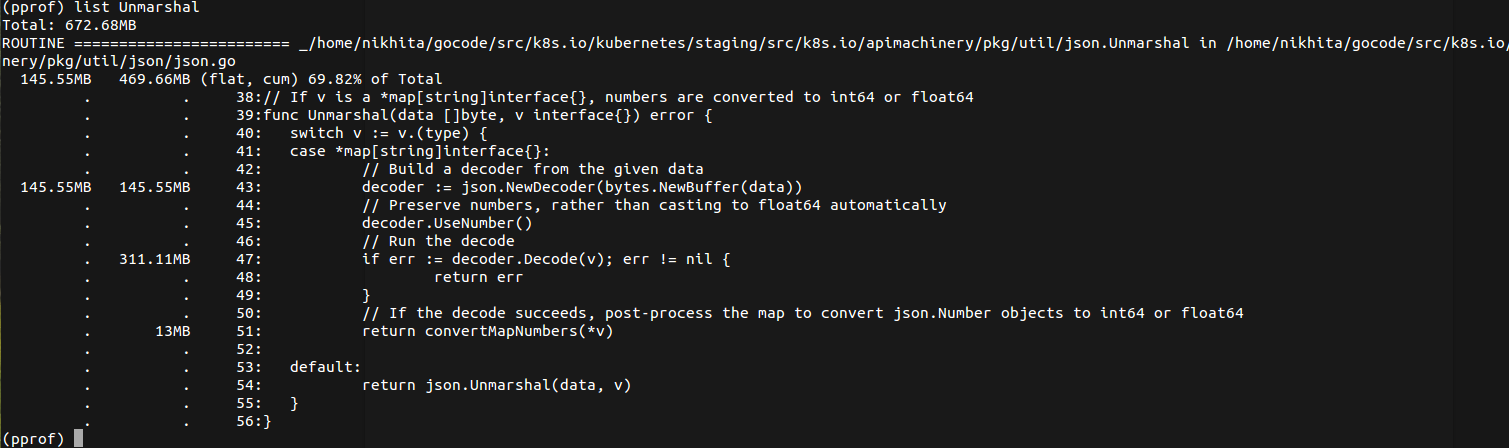 (pprof) list Unmarshal
Total: 672.68MB
ROUTINE ======================== _/home/nikhita/gocode/src/k8s.io/kubernetes/staging/src/k8s.io/apimachinery/pkg/util/json.Unmarshal in /home/nikhita/gocode/src/k8s.io/
nery/pkg/util/json/json.go
  145.55MB   469.66MB (flat, cum) 69.82% of Total
         .          .     38:// If v is a *map[string]interface{}, numbers are converted to int64 or float64
         .          .     39:func Unmarshal(data []byte, v interface{}) error {
         .          .     40:   switch v := v.(type) {
         .          .     41:   case *map[string]interface{}:
         .          .     42:           // Build a decoder from the given data
  145.55MB   145.55MB     43:           decoder := json.NewDecoder(bytes.NewBuffer(data))
         .          .     44:           // Preserve numbers, rather than casting to float64 automatically
         .          .     45:           decoder.UseNumber()
         .          .     46:           // Run the decode
         .   311.11MB     47:           if err := decoder.Decode(v); err != nil {
         .          .     48:                   return err
         .          .     49:           }
         .          .     50:           // If the decode succeeds, post-process the map to convert json.Number objects to int64 or float64
         .       13MB     51:           return convertMapNumbers(*v)
         .          .     52:
         .          .     53:   default:
         .          .     54:           return json.Unmarshal(data, v)
         .          .     55:   }
         .          .     56:}
(pprof)